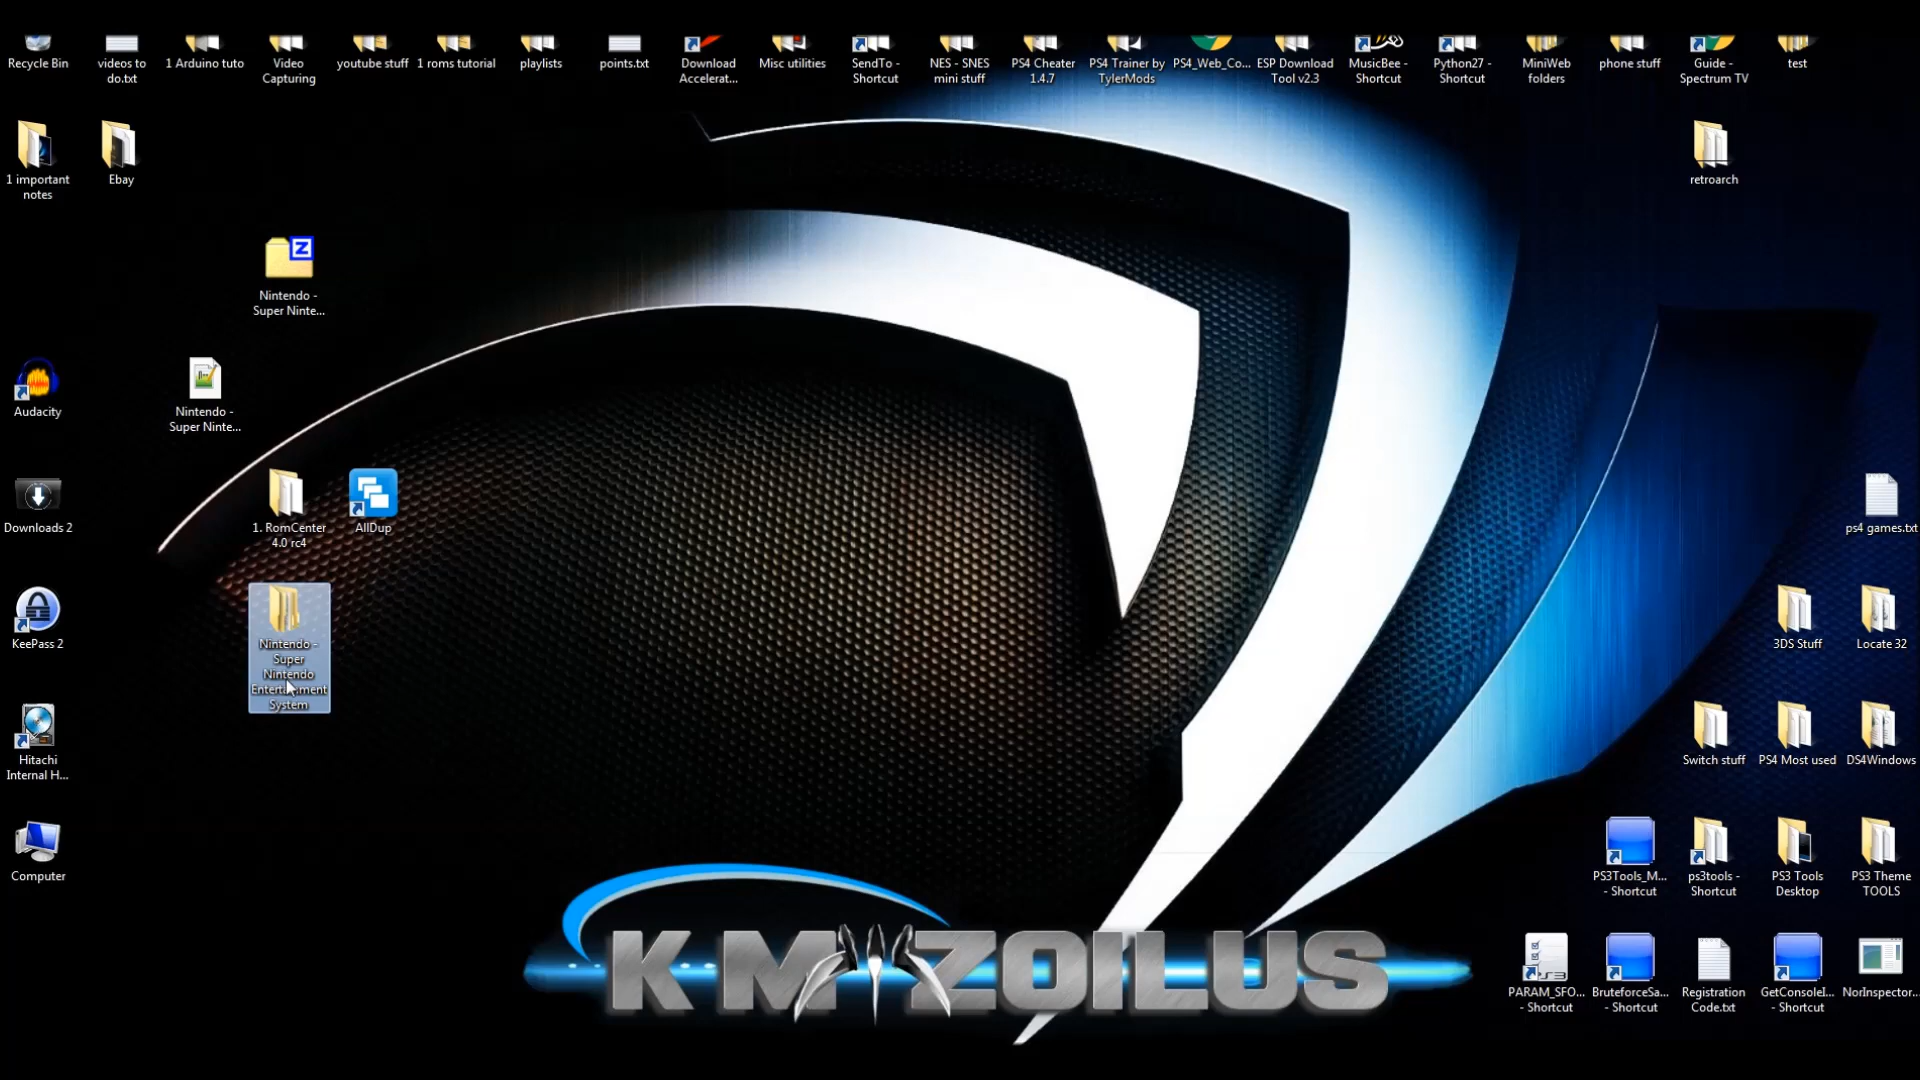 Recycle Bin
videos to
do.txt
1 Arduino tuto
Video
Capturing
youtube stuff
1 roms tutorial
playlists
points.txt
Download
Accelerat...
Misc utilities
SendTo -
Shortcut
NES - SNES
mini stuff
PS4 Cheater
1.4.7
PS4 Trainer by
TylerMods
PS4_Web_Co...
ESP Download
Tool v2.3
MusicBee -
Shortcut
Python27 -
Shortcut
MiniWeb
folders
phone stuff
Guide -
Spectrum TV
test
1 important
notes
Ebay
retroarch
Z
Nintendo -
Super Ninte...
Audacity
Nintendo -
Super Ninte...
Downloads 2
1. RomCenter
4.0 rc4
AllDup
ps4 games.txt
KeePass 2
Nintendo -
Super
Nintendo
Entertainment
System
3DS Stuff
Locate 32
Hitachi
Internal H...
Switch stuff
PS4 Most used
DS4Windows
Computer
PS3Tools_M...
- Shortcut
ps3tools -
Shortcut
PS3 Tools
Desktop
PS3 Theme
TOOLS
KM ZOILUS
PARAM_SFO...
- Shortcut
BruteforceSa...
- Shortcut
Registration
Code.txt
GetConsoleI...
- Shortcut
NorInspector...